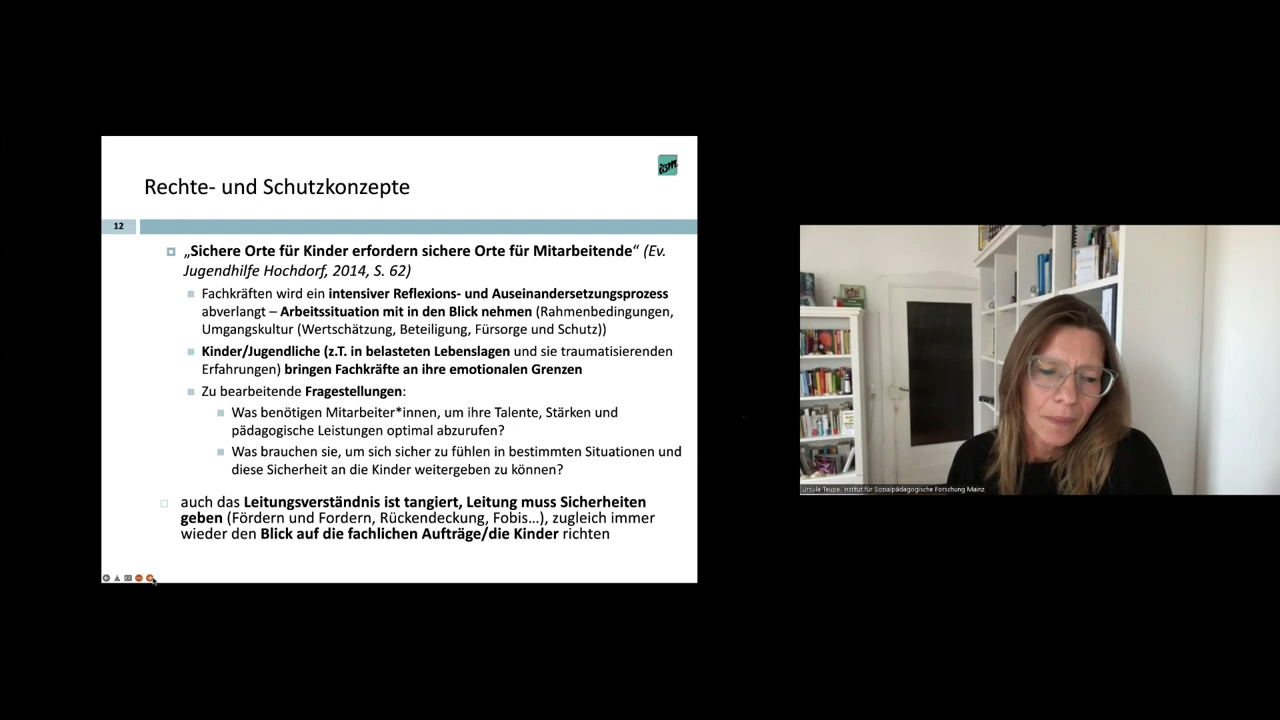 ism
Rechte- und Schutzkonzepte
12
„Sichere Orte für Kinder erfordern sichere Orte für Mitarbeitende“ (Ev.
Jugendhilfe Hochdorf, 2014, S. 62)
Fachkräften wird ein intensiver Reflexions- und Auseinandersetzungsprozess
abverlangt – Arbeitssituation mit in den Blick nehmen (Rahmenbedingungen,
Umgangskultur (Wertschätzung, Beteiligung, Fürsorge und Schutz))
Kinder/Jugendliche (z.T. in belasteten Lebenslagen und sie traumatisierenden
Erfahrungen) bringen Fachkräfte an ihre emotionalen Grenzen
Zu bearbeitende Fragestellungen:
Was benötigen Mitarbeiter*innen, um ihre Talente, Stärken und
pädagogische Leistungen optimal abzurufen?
Was brauchen sie, um sich sicher zu fühlen in bestimmten Situationen und
diese Sicherheit an die Kinder weitergeben zu können?
auch das Leitungsverständnis ist tangiert, Leitung muss Sicherheiten
geben (Fördern und Fordern, Rückendeckung, Fobis…), zugleich immer
wieder den Blick auf die fachlichen Aufträge/die Kinder richten
Ursula Teupe, Institut für Sozialpädagogische Forschung Mainz